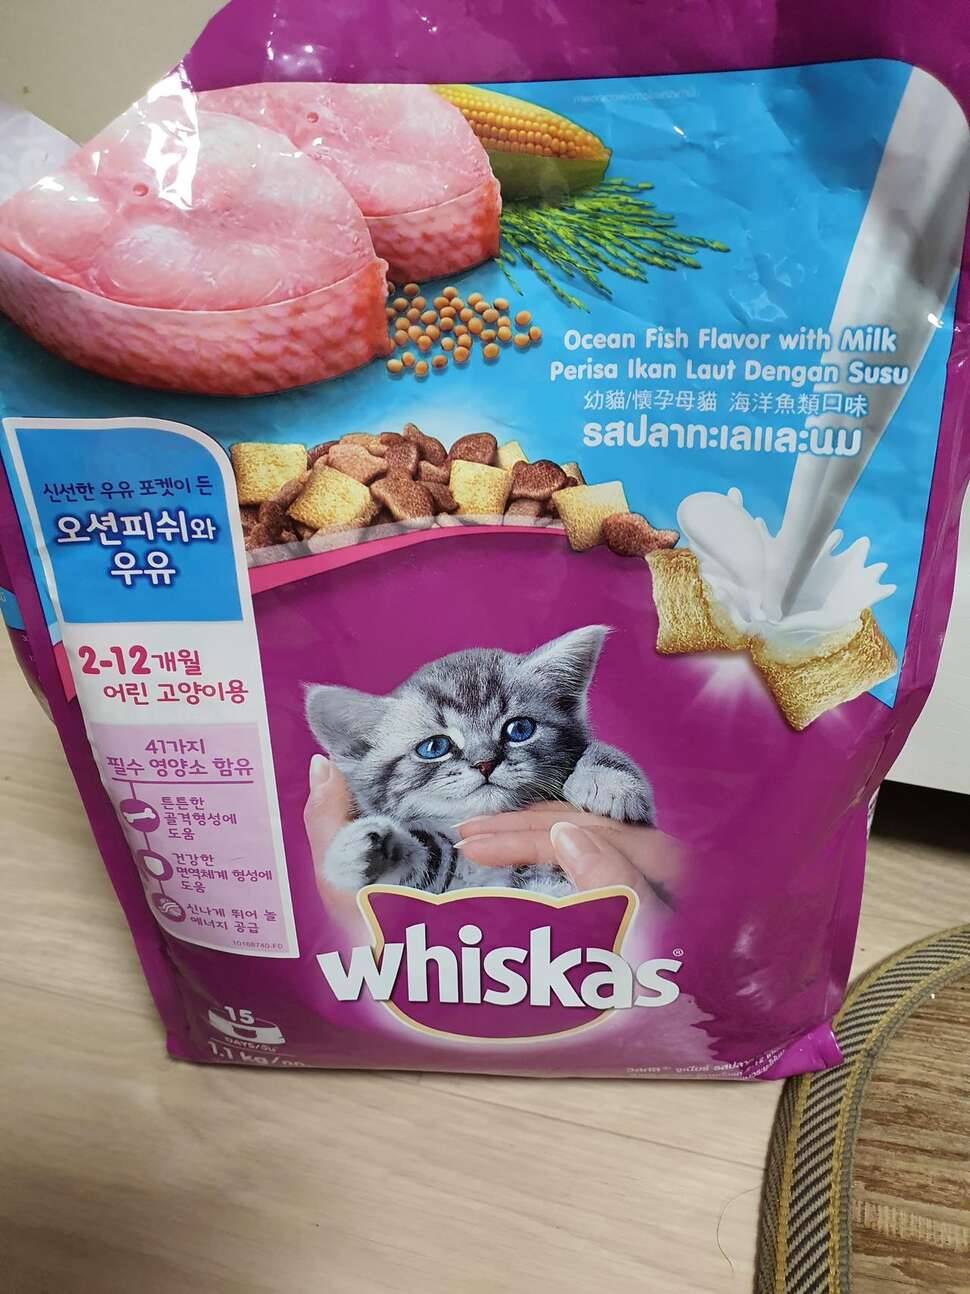 Ocean Fish Flavor with Milk
Perisa Ikan Laut Dengan Susu
幼貓/懷孕母貓 海洋魚類口味
รสปลาทะเลและนม
신선한 우유 포켓이 든
오션피쉬와
우유
2-12개월
어린 고양이용
41가지
필수 영양소 함유
튼튼한
골격형성에
도움
건강한
면역체계 형성에
도움
신나게 뛰어 놀
에너지 공급
10168740-F0
whiskas®
15
DAYS/วัน
1.1 kg/